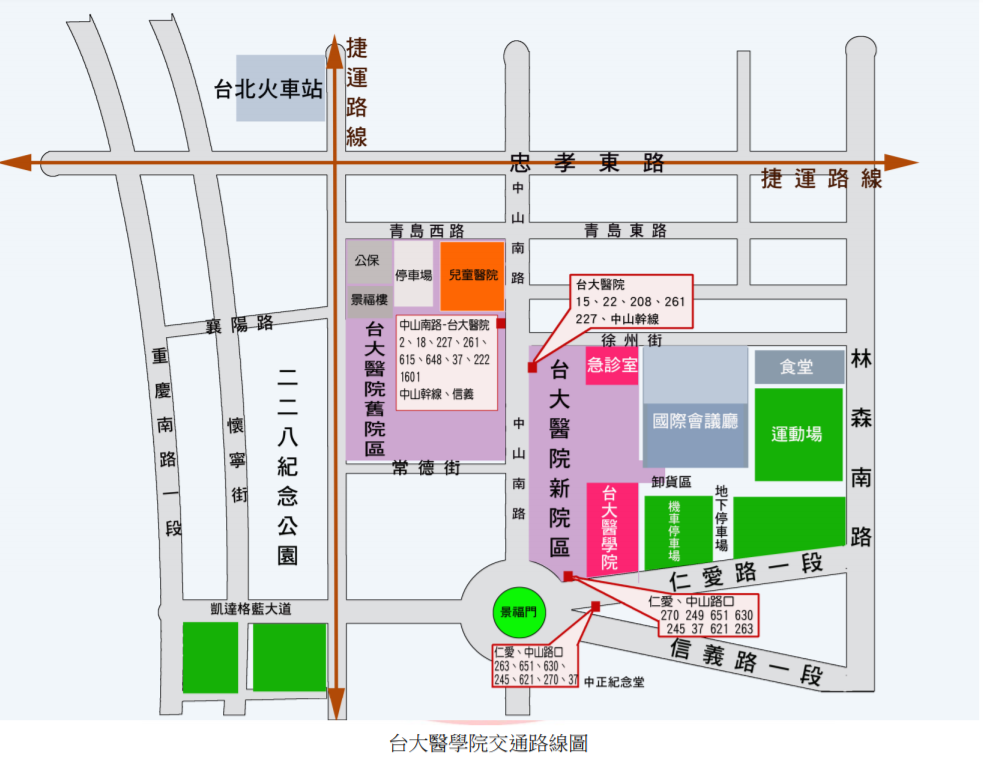 捷運路線
台北火車站
忠孝東路
捷運路線
中山南路
青島西路
青島東路
公保
停車場
兒童醫院
景福樓
台大醫院
15、22、208、261
227、中山幹線
襄陽路
中山南路-台大醫院
2、18、227、261、
615、648、37、222
1601
中山幹線、信義
台大醫院舊院區
徐州街
急診室
食堂
林森南路
重慶南路一段
懷寧街
二二八紀念公園
台大醫院新院區
國際會議廳
運動場
中山南路
常德街
卸貨區
台大醫學院
機車停車場
地下停車場
仁愛路一段
凱達格藍大道
景福門
仁愛、中山路口
270 249 651 630
245 37 621 263
信義路一段
仁愛、中山路口
263、651、630、
245、621、270、37
中正紀念堂
台大醫學院交通路線圖